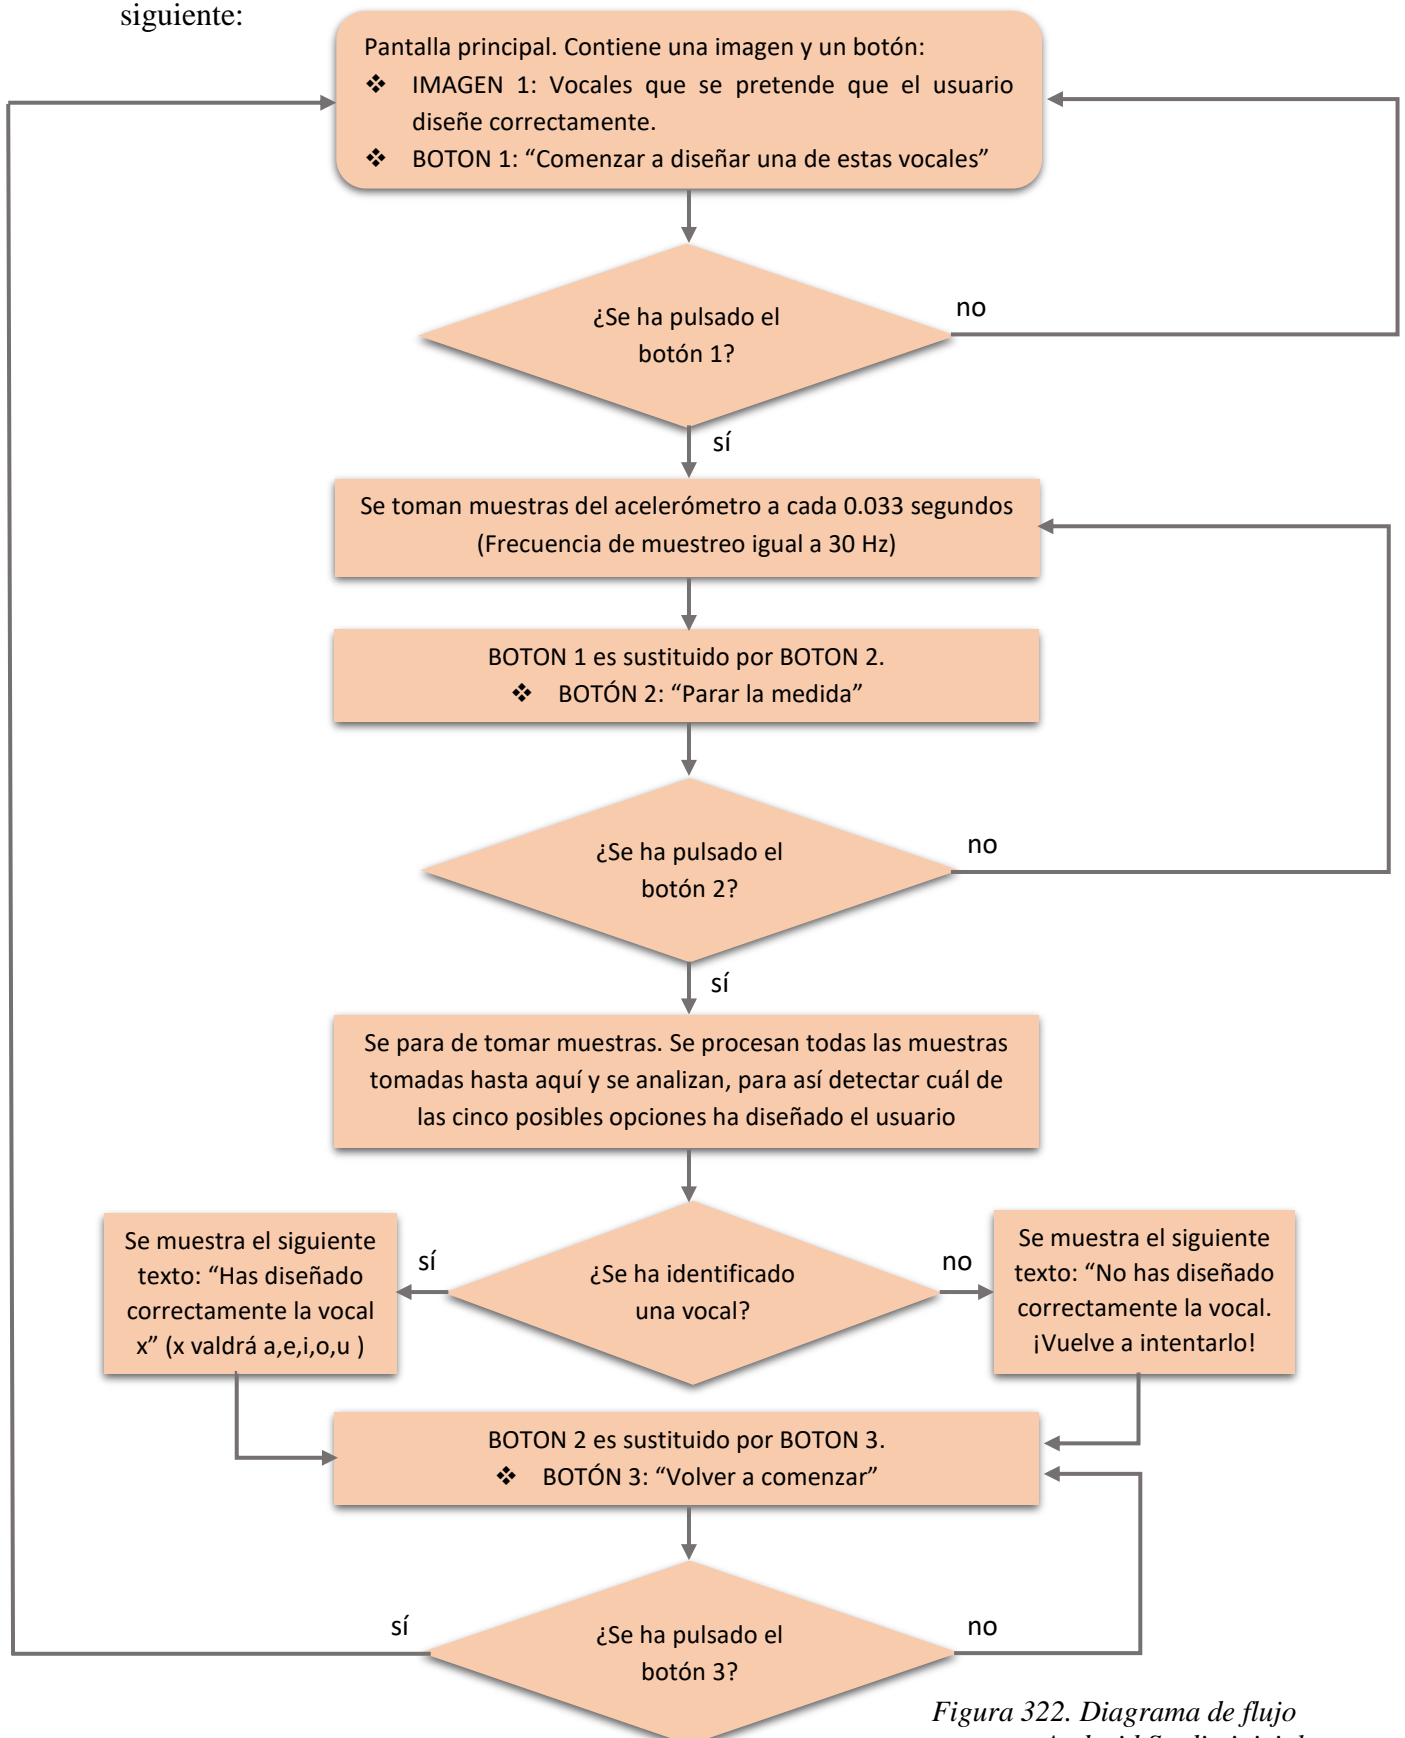 siguiente:
Pantalla principal. Contiene una imagen y un botón:
❖ IMAGEN 1: Vocales que se pretende que el usuario
diseñe correctamente.
❖ BOTON 1: “Comenzar a diseñar una de estas vocales”
¿Se ha pulsado el
botón 1?
no
sí
Se toman muestras del acelerómetro a cada 0.033 segundos
(Frecuencia de muestreo igual a 30 Hz)
BOTON 1 es sustituido por BOTON 2.
❖ BOTÓN 2: “Parar la medida”
¿Se ha pulsado el
botón 2?
no
sí
Se para de tomar muestras. Se procesan todas las muestras
tomadas hasta aquí y se analizan, para así detectar cuál de
las cinco posibles opciones ha diseñado el usuario
¿Se ha identificado
una vocal?
sí
no
Se muestra el siguiente
texto: “Has diseñado
correctamente la vocal
x” (x valdrá a,e,i,o,u )
Se muestra el siguiente
texto: “No has diseñado
correctamente la vocal.
¡Vuelve a intentarlo!
BOTON 2 es sustituido por BOTON 3.
❖ BOTÓN 3: “Volver a comenzar”
¿Se ha pulsado el
botón 3?
sí
no
Figura 322. Diagrama de flujo